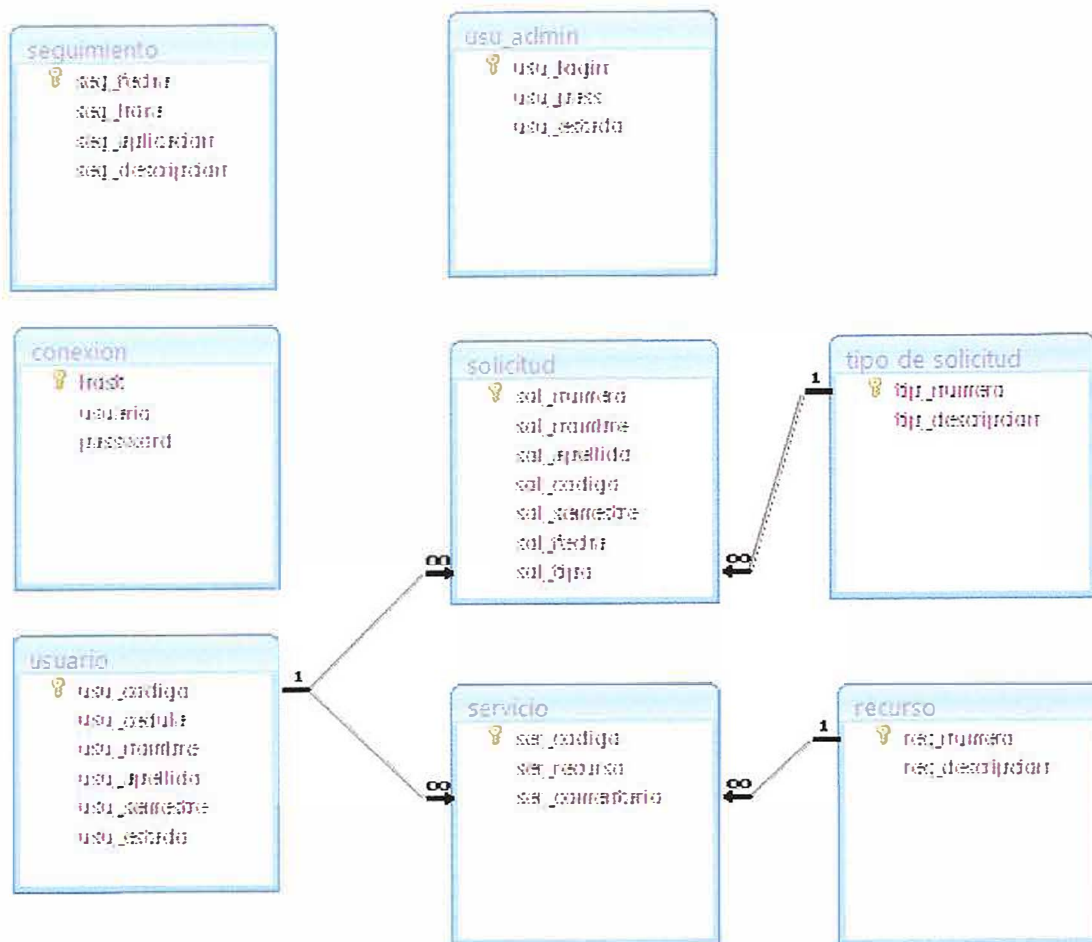 seguimiento
seg_fecha
seg_hora
seg_aplicacion
seg_descripcion
usu_admin
usu_login
usu_pass
usu_estado
conexion
host
usuario
password
solicitud
sol_numero
sol_nombre
sol_apellido
sol_codigo
sol_semestre
sol_fecha
sol_tipo
tipo de solicitud
tip_numero
tip_descripcion
1
∞
∞
usuario
usu_codigo
usu_cedula
usu_nombre
usu_apellido
usu_semestre
usu_estado
1
∞
servicio
ser_codigo
ser_recurso
ser_comentario
∞
1
recurso
rec_numero
rec_descripcion